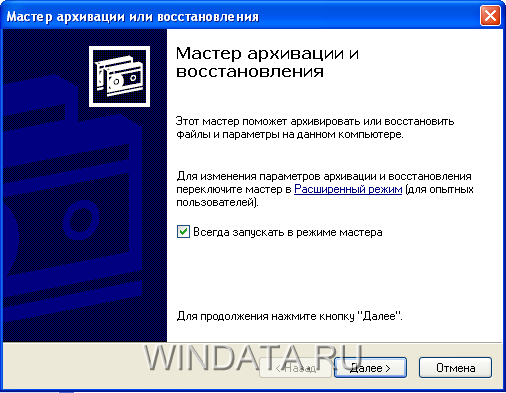 Мастер архивации или восстановления
Мастер архивации и
восстановления
Этот мастер поможет архивировать или восстановить
файлы и параметры на данном компьютере.
Для изменения параметров архивации и восстановления
переключите мастер в Расширенный режим (для опытных
пользователей).
Всегда запускать в режиме мастера
Для продолжения нажмите кнопку "Далее".
WINDATA.RU
< Назад
Далее >
Отмена